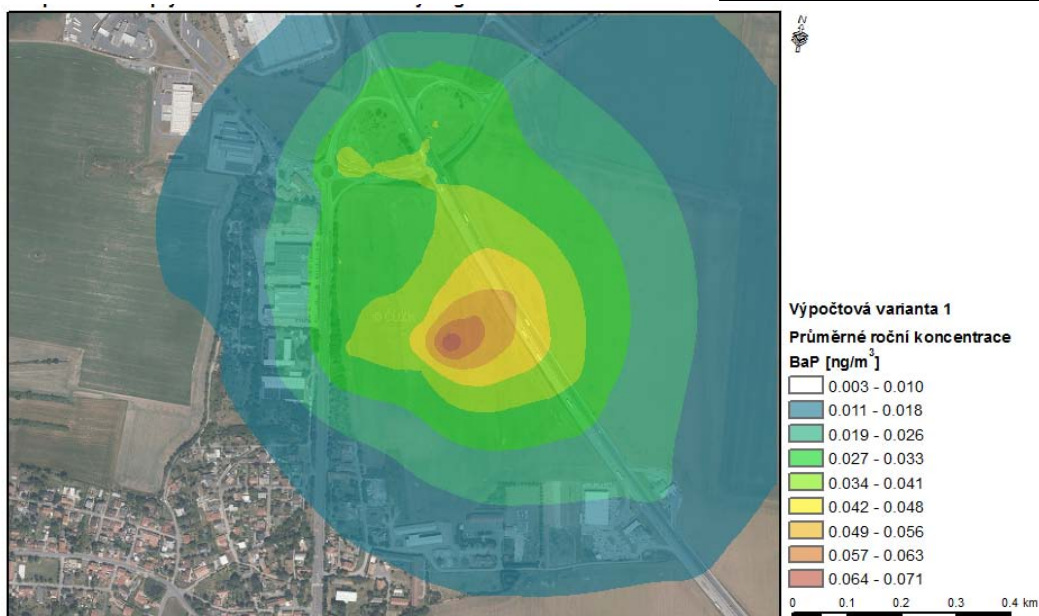 N
Výpočtová varianta 1
Průměrné roční koncentrace
BaP [ng/m³]
0.003 - 0.010
0.011 - 0.018
0.019 - 0.026
0.027 - 0.033
0.034 - 0.041
0.042 - 0.048
0.049 - 0.056
0.057 - 0.063
0.064 - 0.071
0 0.1 0.2 0.3 0.4 km